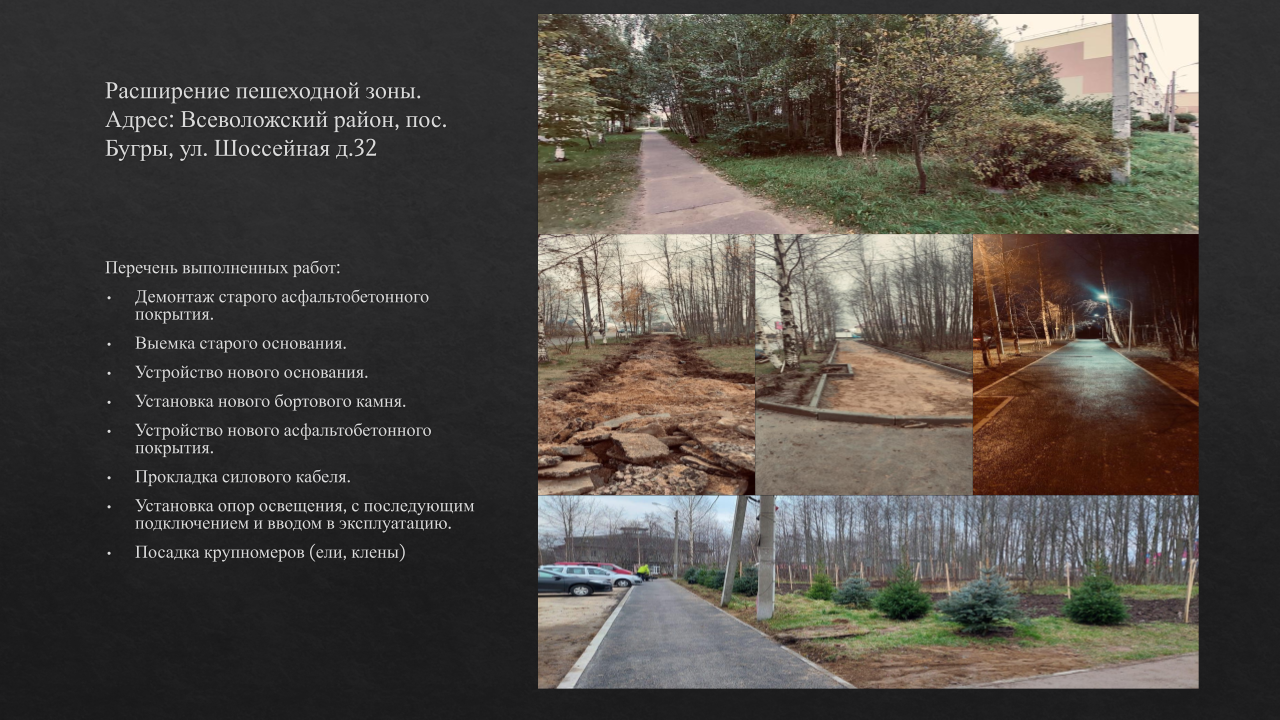 Расширение пешеходной зоны.
Адрес: Всеволожский район, пос.
Бугры, ул. Шоссейная д.32
Перечень выполненных работ:
• Демонтаж старого асфальтобетонного
покрытия.
• Выемка старого основания.
• Устройство нового основания.
• Установка нового бортового камня.
• Устройство нового асфальтобетонного
покрытия.
• Прокладка силового кабеля.
• Установка опор освещения, с последующим
подключением и вводом в эксплуатацию.
• Посадка крупномеров (ели, клены)